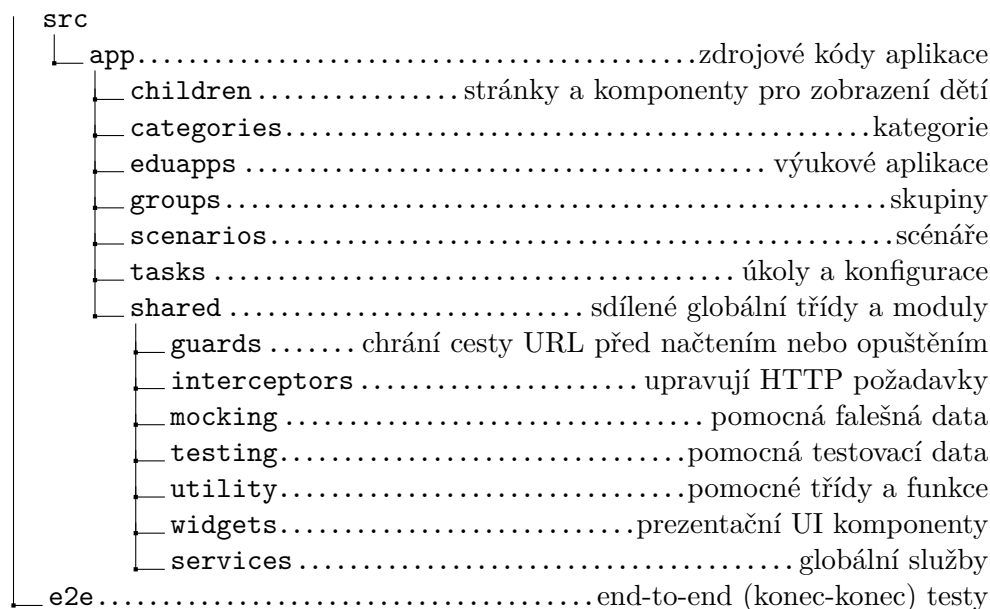 src
app..............................................zdrojové kódy aplikace
children ................stránky a komponenty pro zobrazení dětí
categories................................................kategorie
eduapps ........................................ výukové aplikace
groups......................................................skupiny
scenarios...................................................scénáře
tasks ........................................ úkoly a konfigurace
shared ............................ sdílené globální třídy a moduly
guards ....... chrání cesty URL před načtením nebo opuštěním
interceptors ...................... upravují HTTP požadavky
mocking ................................. pomocná falešná data
testing................................pomocná testovací data
utility................................pomocné třídy a funkce
widgets............................prezentační UI komponenty
services ....................................... globální služby
e2e......................................end-to-end (konec-konec) testy